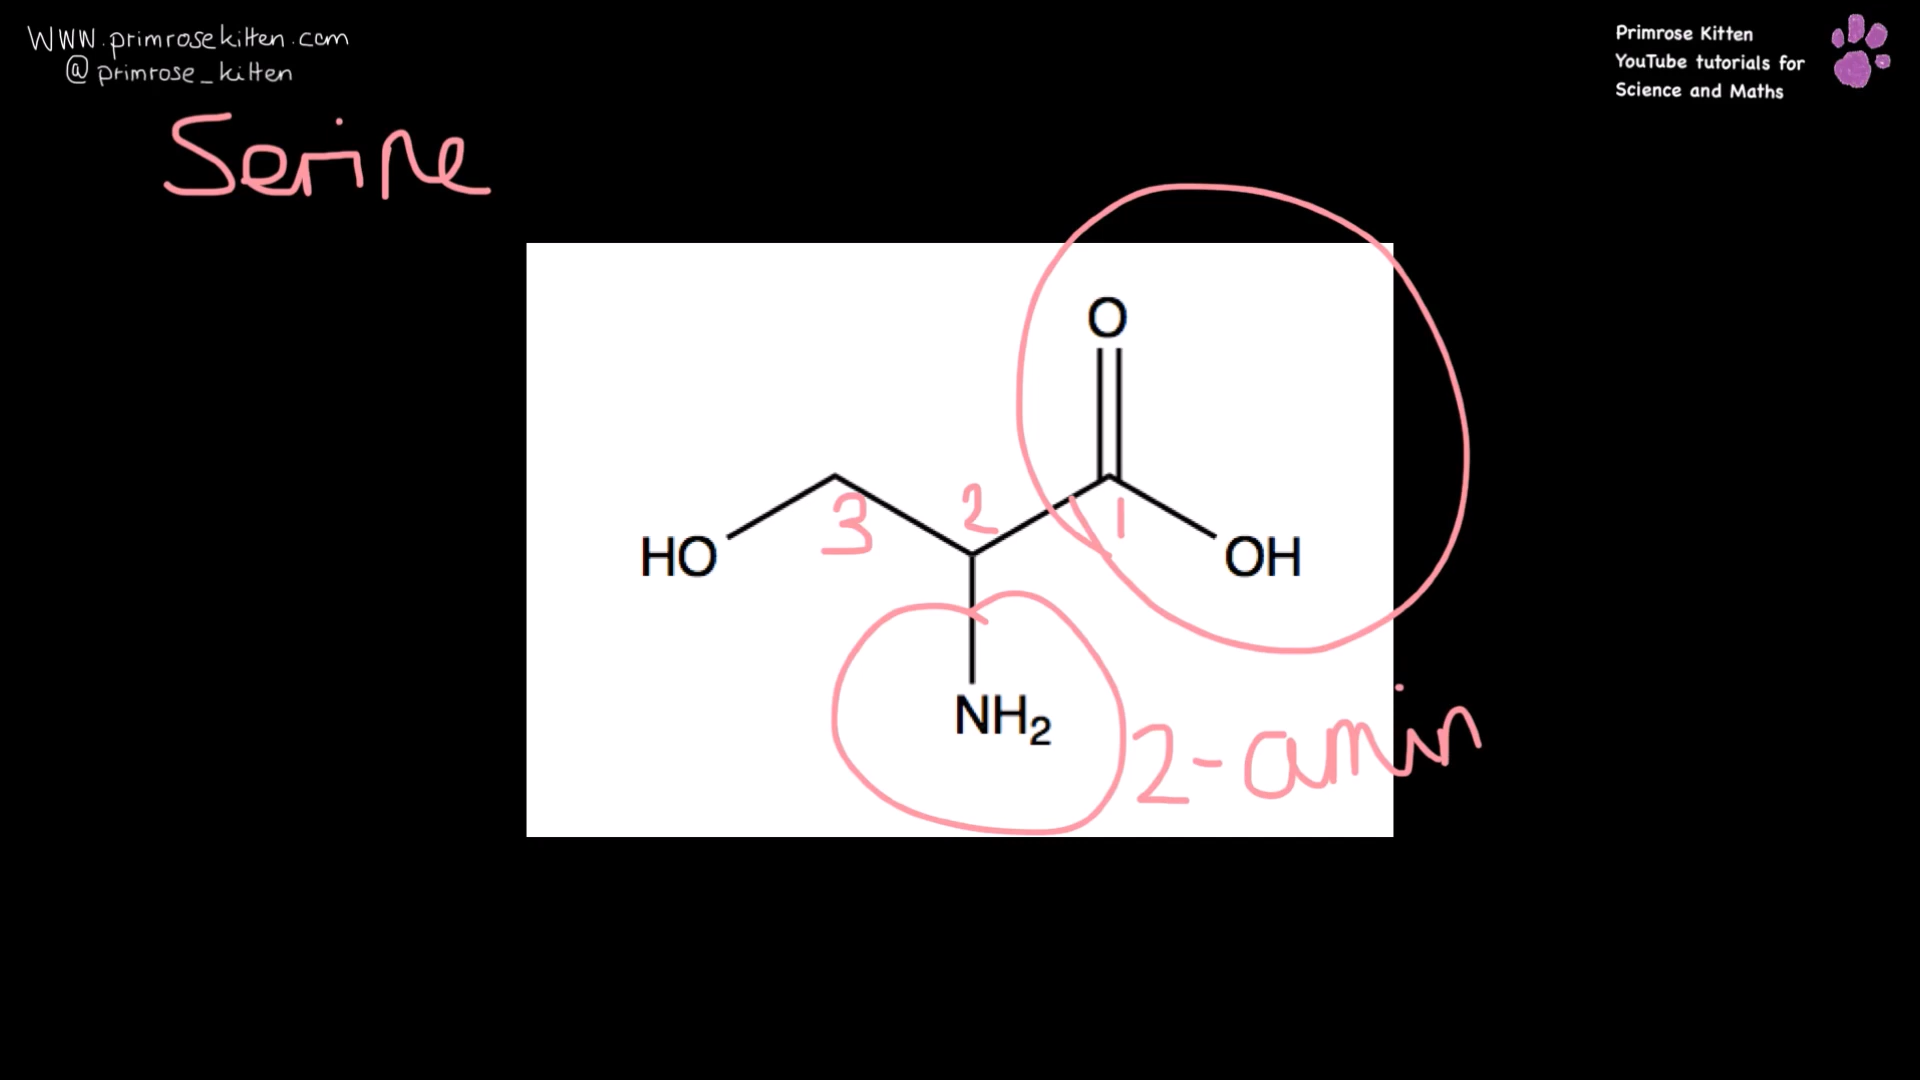 www.primrosekitten.com
@primrose_kitten
Primrose Kitten
YouTube tutorials for
Science and Maths
Serine
O
3
2
1
HO
OH
NH₂
2-amin